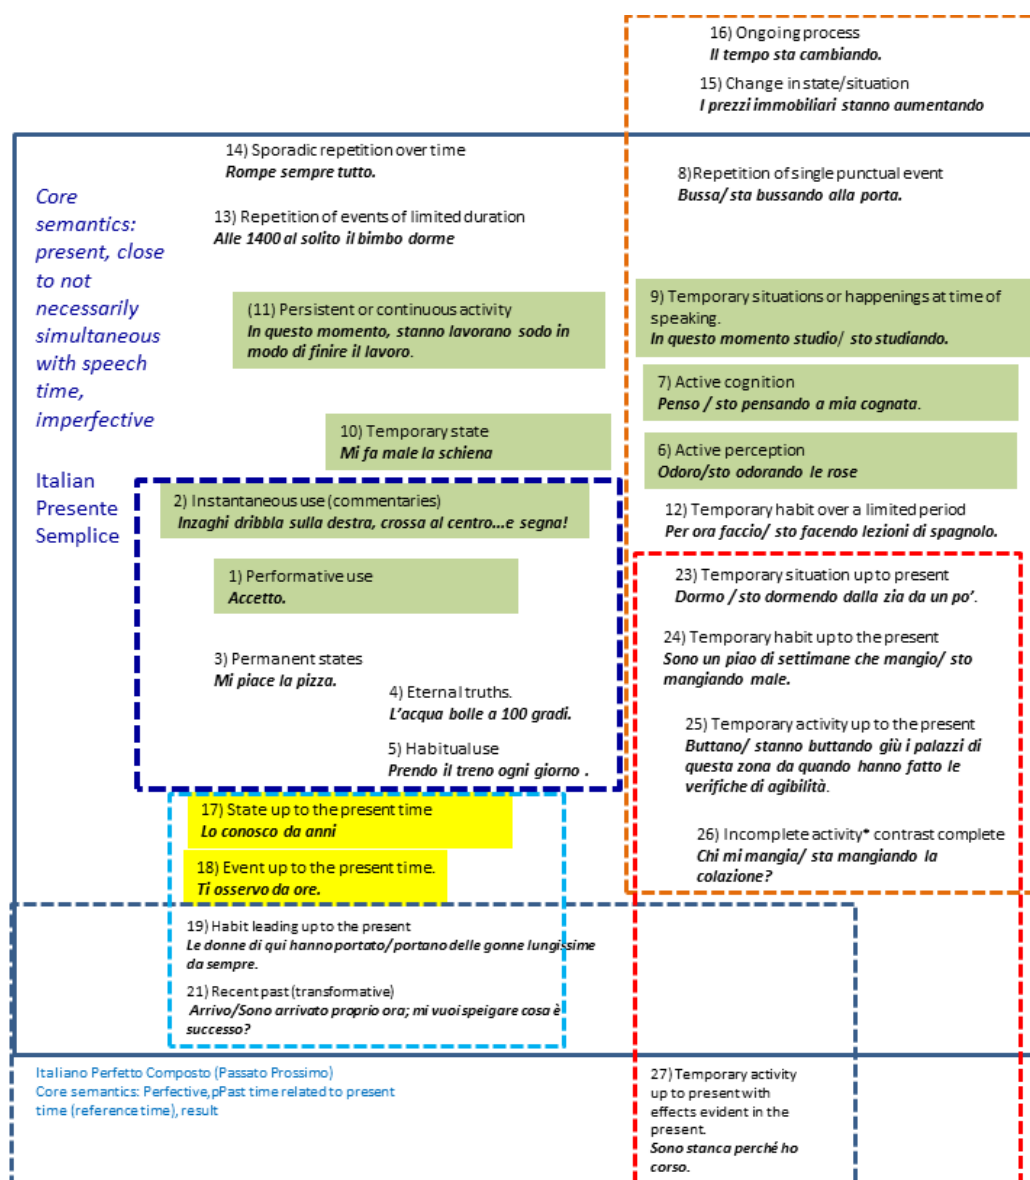 16) Ongoing process
Il tempo sta cambiando.
15) Change in state/situation
I prezzi immobiliari stanno aumentando
14) Sporadic repetition over time
Rompe sempre tutto.
8)Repetition of single punctual event
Bussa/ sta bussando alla porta.
Core
semantics:
present, close
to not
necessarily
simultaneous
with speech
time,
imperfective
13) Repetition of events of limited duration
Alle 1400 al solito il bimbo dorme
(11) Persistent or continuous activity
In questo momento, stanno lavorano sodo in
modo di finire il lavoro.
9) Temporary situations or happenings at time of
speaking.
In questo momento studio/ sto studiando.
7) Active cognition
Penso / sto pensando a mia cognata.
10) Temporary state
Mi fa male la schiena
6) Active perception
Odoro/sto odorando le rose
Italian
Presente
Semplice
2) Instantaneous use (commentaries)
Inzaghi dribbla sulla destra, crossa al centro...e segna!
12) Temporary habit over a limited period
Per ora faccio/ sto facendo lezioni di spagnolo.
1) Performative use
Accetto.
23) Temporary situation up to present
Dormo / sto dormendo dalla zia da un po'.
3) Permanent states
Mi piace la pizza.
24) Temporary habit up to the present
Sono un piao di settimane che mangio/ sto
mangiando male.
4) Eternal truths.
L'acqua bolle a 100 gradi.
5) Habitual use
Prendo il treno ogni giorno .
25) Temporary activity up to the present
Buttano/ stanno buttando giù i palazzi di
questa zona da quando hanno fatto le
verifiche di agibilità.
17) State up to the present time
Lo conosco da anni
18) Event up to the present time.
Ti osservo da ore.
26) Incomplete activity* contrast complete
Chi mi mangia/ sta mangiando la
colazione?
19) Habit leading up to the present
Le donne di qui hanno portato/ portano delle gonne lungissime
da sempre.
21) Recent past (transformative)
Arrivo/Sono arrivato proprio ora; mi vuoi speigare cosa è
successo?
Italiano Perfetto Composto (Passato Prossimo)
Core semantics: Perfective,pPast time related to present
time (reference time), result
27) Temporary activity
up to present with
effects evident in the
present.
Sono stanca perché ho
corso.